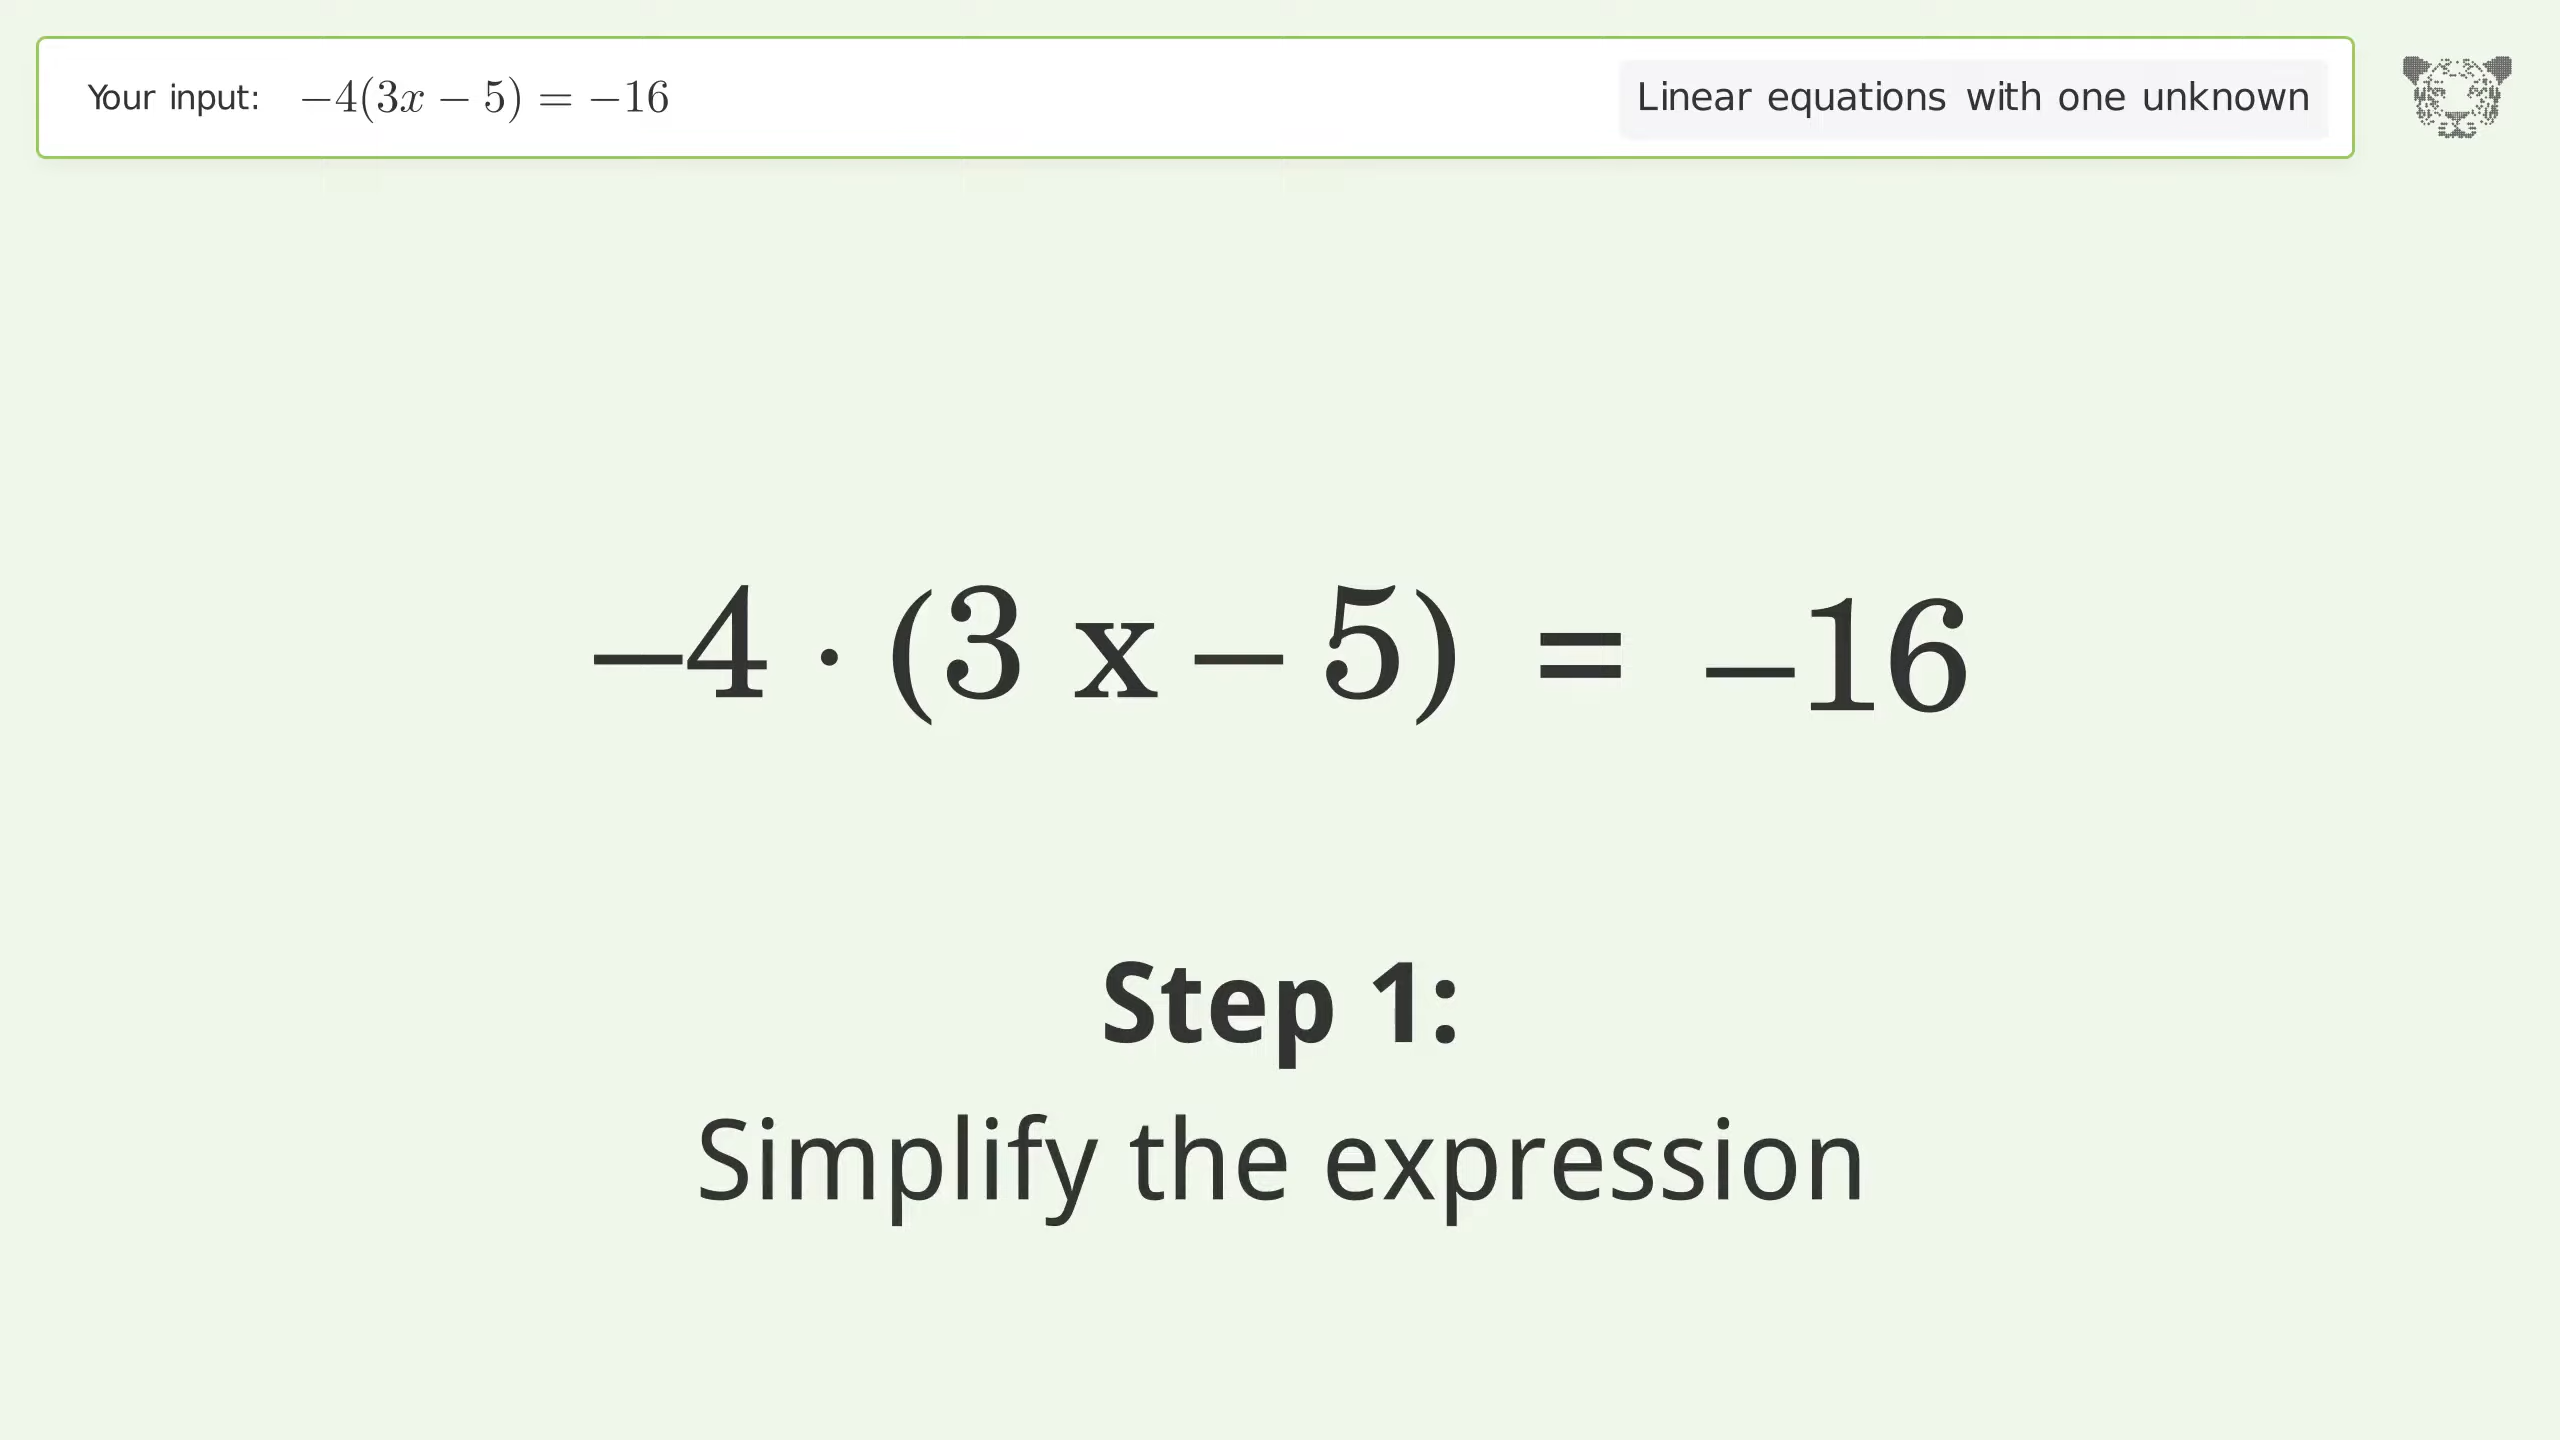 Your input: −4(3x − 5) = −16
Linear equations with one unknown
−4 · (3 x − 5) = −16
Step 1:
Simplify the expression